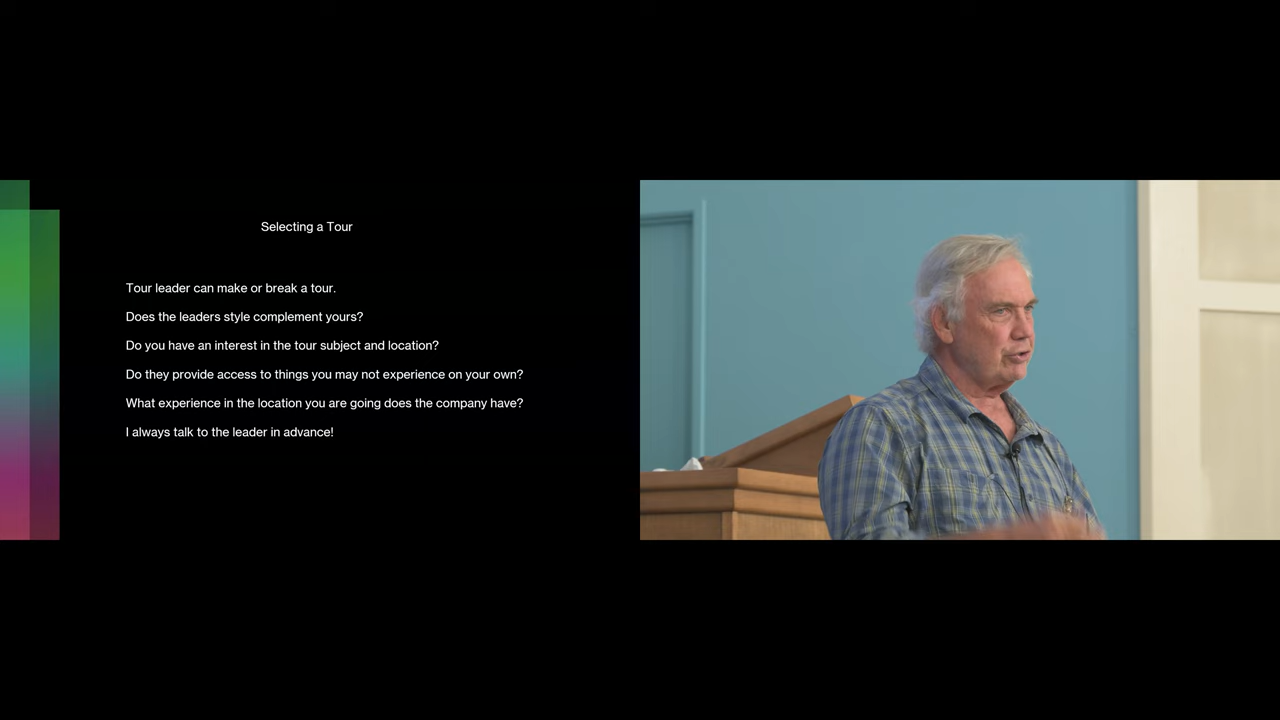 Selecting a Tour
Tour leader can make or break a tour.
Does the leaders style complement yours?
Do you have an interest in the tour subject and location?
Do they provide access to things you may not experience on your own?
What experience in the location you are going does the company have?
I always talk to the leader in advance!